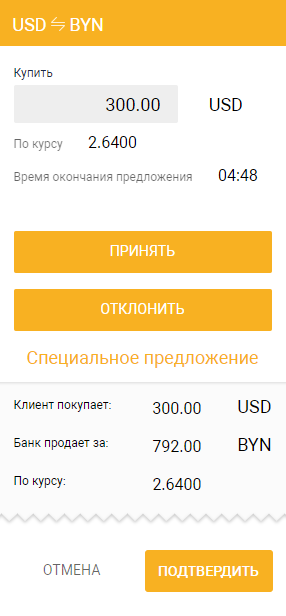 USD ⇋ BYN
Купить
300.00 USD
По курсу 2.6400
Время окончания предложения 04:48
ПРИНЯТЬ
ОТКЛОНИТЬ
Специальное предложение
Клиент покупает: 300.00 USD
Банк продает за: 792.00 BYN
По курсу: 2.6400
ОТМЕНА ПОДТВЕРДИТЬ